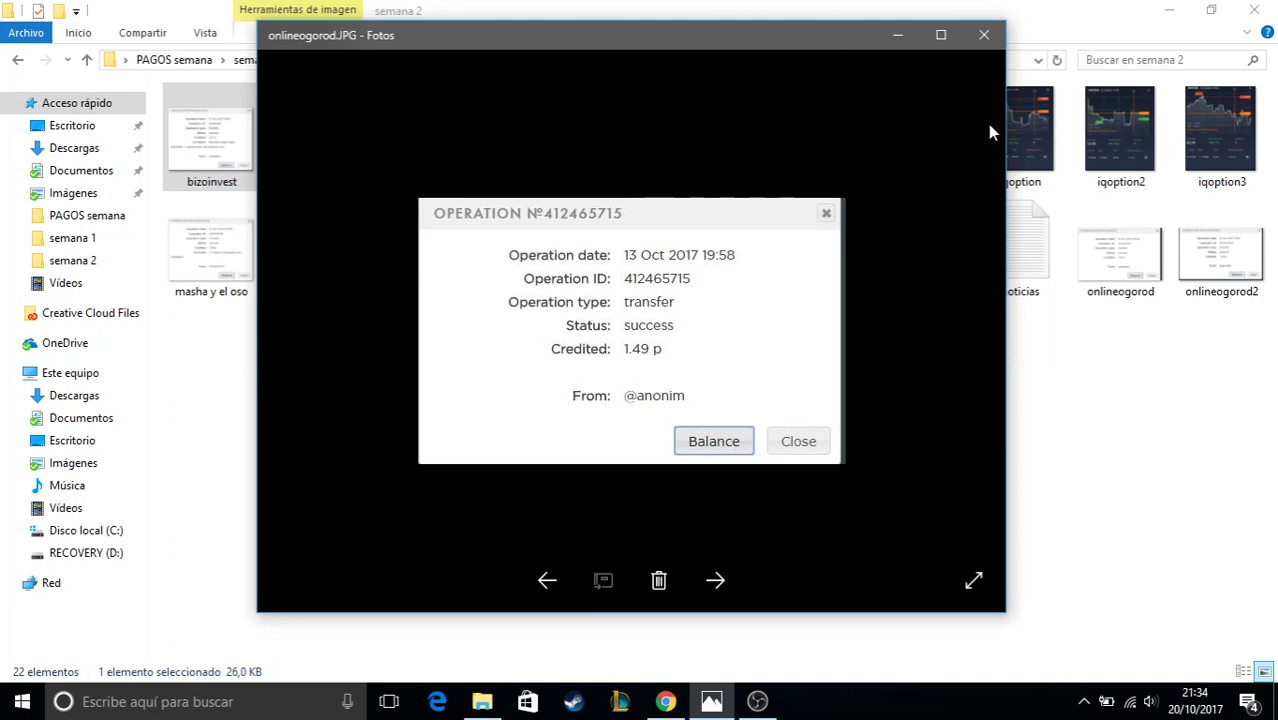 Herramientas de imagen
semana 2
Archivo
Inicio
Compartir
Vista
onlineogorod.JPG - Fotos
PAGOS semana
sema
Buscar en semana 2
Acceso rápido
Escritorio
Descargas
Documentos
Imágenes
PAGOS semana
semana 1
semana 2
Vídeos
Creative Cloud Files
OneDrive
Este equipo
Descargas
Documentos
Escritorio
Imágenes
Música
Vídeos
Disco local (C:)
RECOVERY (D:)
Red
bizoinvest
masha y el oso
option
iqoption2
iqoption3
oticias
onlineogorod
onlineogorod2
OPERATION №412465715
Operation date: 13 Oct 2017 19:58
Operation ID: 412465715
Operation type: transfer
Status: success
Credited: 1.49 р
From: @anonim
Balance
Close
22 elementos
1 elemento seleccionado 26,0 KB
Escribe aquí para buscar
21:34
20/10/2017
4